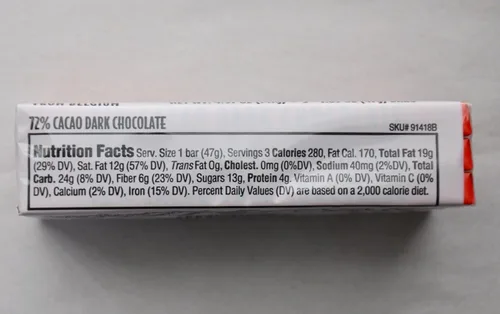 FROM BELGIUM
72% CACAO DARK CHOCOLATE
SKU# 91418B
Nutrition Facts Serv. Size 1 bar (47g), Servings 3 Calories 280, Fat Cal. 170, Total Fat 19g
(29% DV), Sat. Fat 12g (57% DV), Trans Fat 0g, Cholest. 0mg (0%DV), Sodium 40mg (2%DV), Total
Carb. 24g (8% DV), Fiber 6g (23% DV), Sugars 13g, Protein 4g. Vitamin A (0% DV), Vitamin C (0%
DV), Calcium (2% DV), Iron (15% DV). Percent Daily Values (DV) are based on a 2,000 calorie diet.